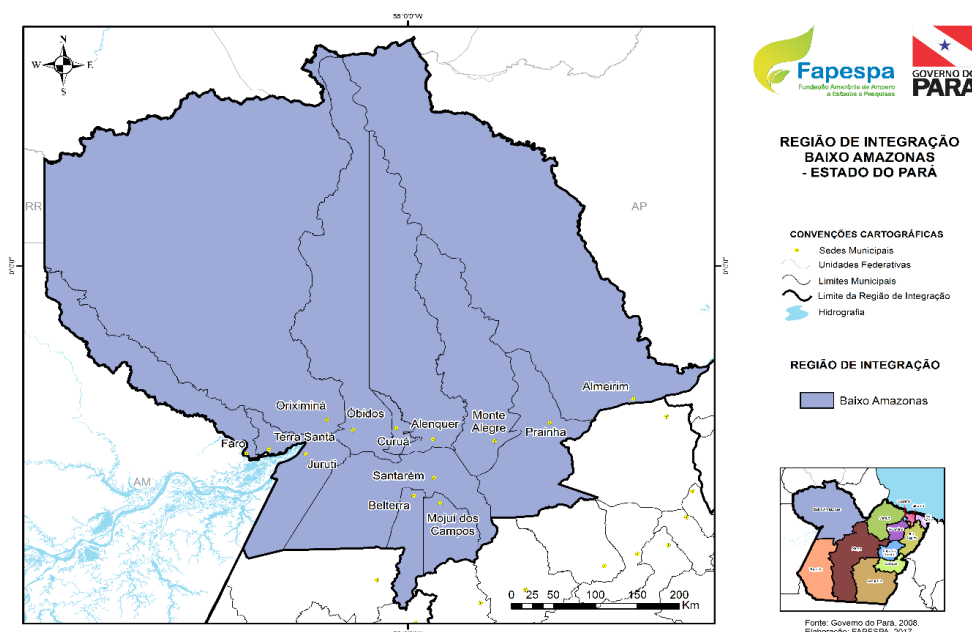 55°0'0"W
N
W E
S
RR
AP
AM
0°0'0"
0°0'0"
Almeirim
Oriximiná
Óbidos
Alenquer
Monte
Alegre
Curuá
Prainha
Faro
Terra Santa
Juruti
Santarém
Belterra
Mojuí dos
Campos
0 25 50 100 150 200
Km
Fapespa
Fundação Amazônia de Amparo
a Estudos e Pesquisas
GOVERNO DO
PARÁ
REGIÃO DE INTEGRAÇÃO
BAIXO AMAZONAS
- ESTADO DO PARÁ
CONVENÇÕES CARTOGRÁFICAS
Sedes Municipais
Unidades Federativas
Limites Municipais
Limite da Região de Integração
Hidrografia
REGIÃO DE INTEGRAÇÃO
Baixo Amazonas
Fonte: Governo do Pará, 2008.
Elaboração: FAPESPA, 2017